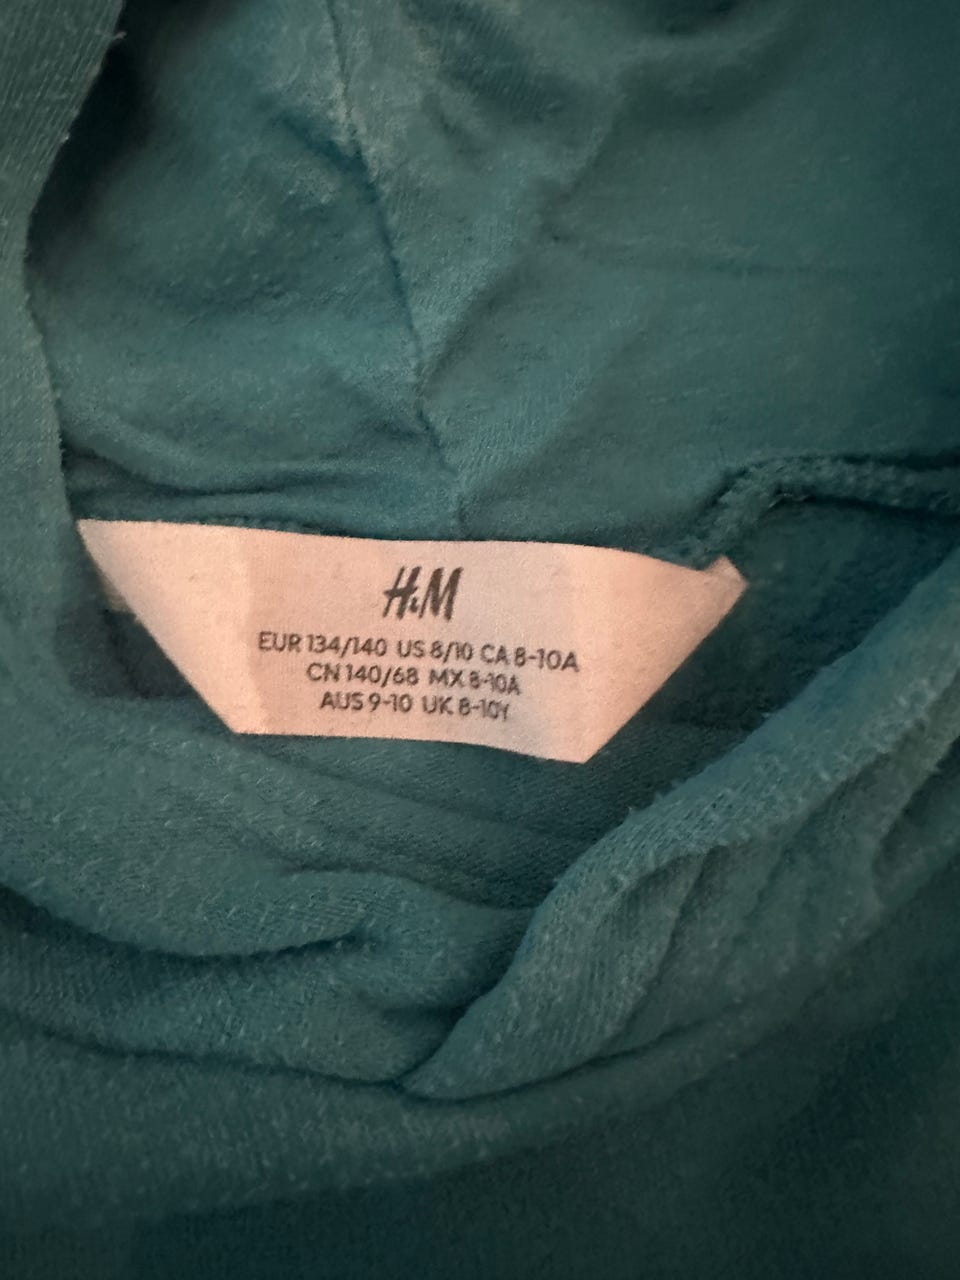 H&M
EUR 134/140 US 8/10 CA 8-10A
CN 140/68 MX 8-10A
AUS 9-10 UK 8-10Y